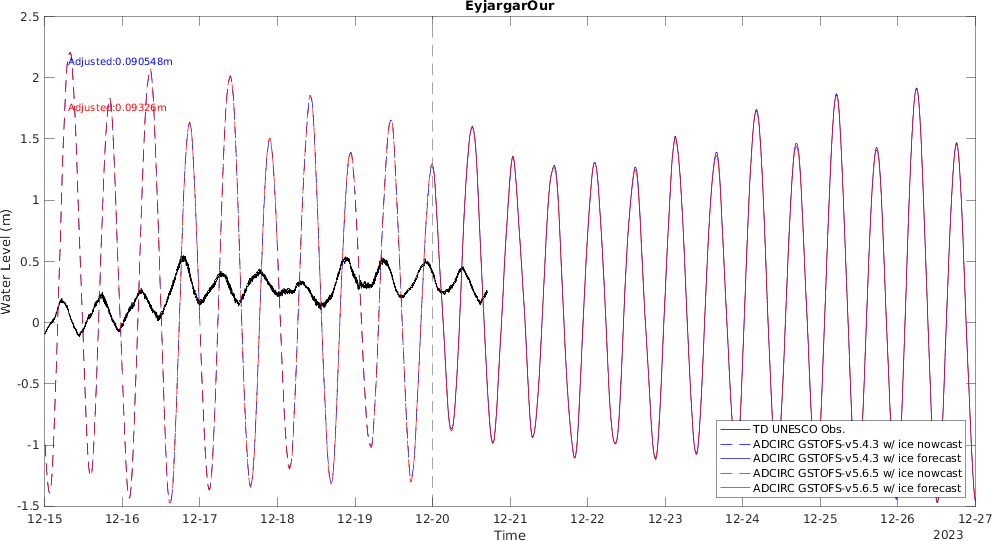 EyjargarOur
2.5
2
1.5
1
0.5
0
-0.5
-1
-1.5
Water Level (m)
Adjusted:0.090548m
Adjusted:0.09326m
TD UNESCO Obs.
ADCIRC GSTOFS-v5.4.3 w/ ice nowcast
ADCIRC GSTOFS-v5.4.3 w/ ice forecast
ADCIRC GSTOFS-v5.6.5 w/ ice nowcast
ADCIRC GSTOFS-v5.6.5 w/ ice forecast
12-15 12-16 12-17 12-18 12-19 12-20 12-21 12-22 12-23 12-24 12-25 12-26 12-27
Time
2023